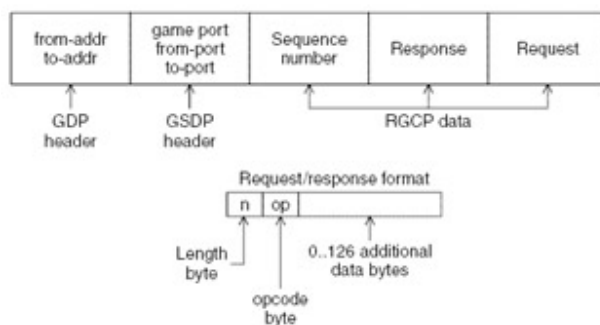 from-addr
to-addr
game port
from-port
to-port
Sequence
number
Response
Request
GDP
header
GSDP
header
RGCP data
Request/response format
n
op
Length
byte
0..126 additional
data bytes
opcode
byte